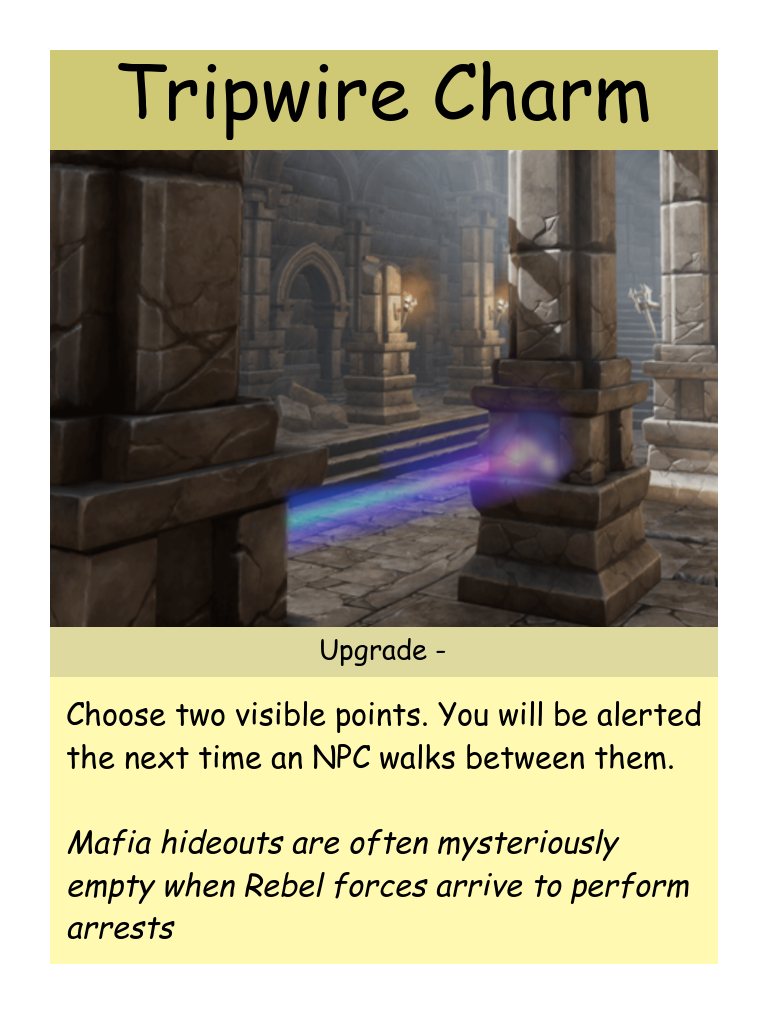 Tripwire Charm
Upgrade -
Choose two visible points. You will be alerted
the next time an NPC walks between them.
Mafia hideouts are often mysteriously
empty when Rebel forces arrive to perform
arrests